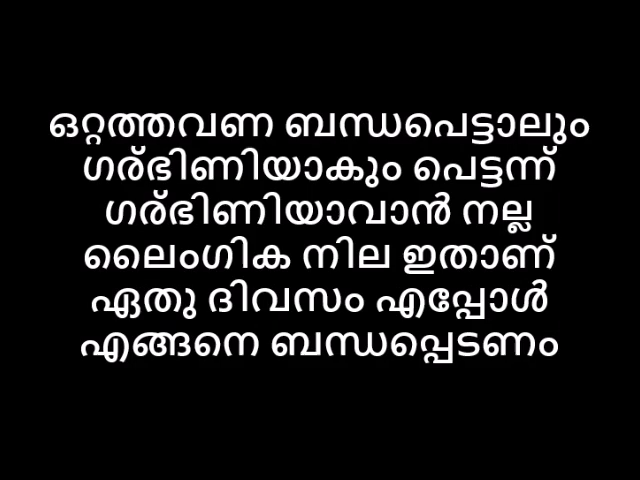 ഒറ്റത്തവണ ബന്ധപെട്ടാലും
ഗര്ഭിണിയാകും പെട്ടന്ന്
ഗര്ഭിണിയാവാൻ നല്ല
ലൈംഗിക നില ഇതാണ്
ഏതു ദിവസം എപ്പോൾ
എങ്ങനെ ബന്ധപ്പെടണം